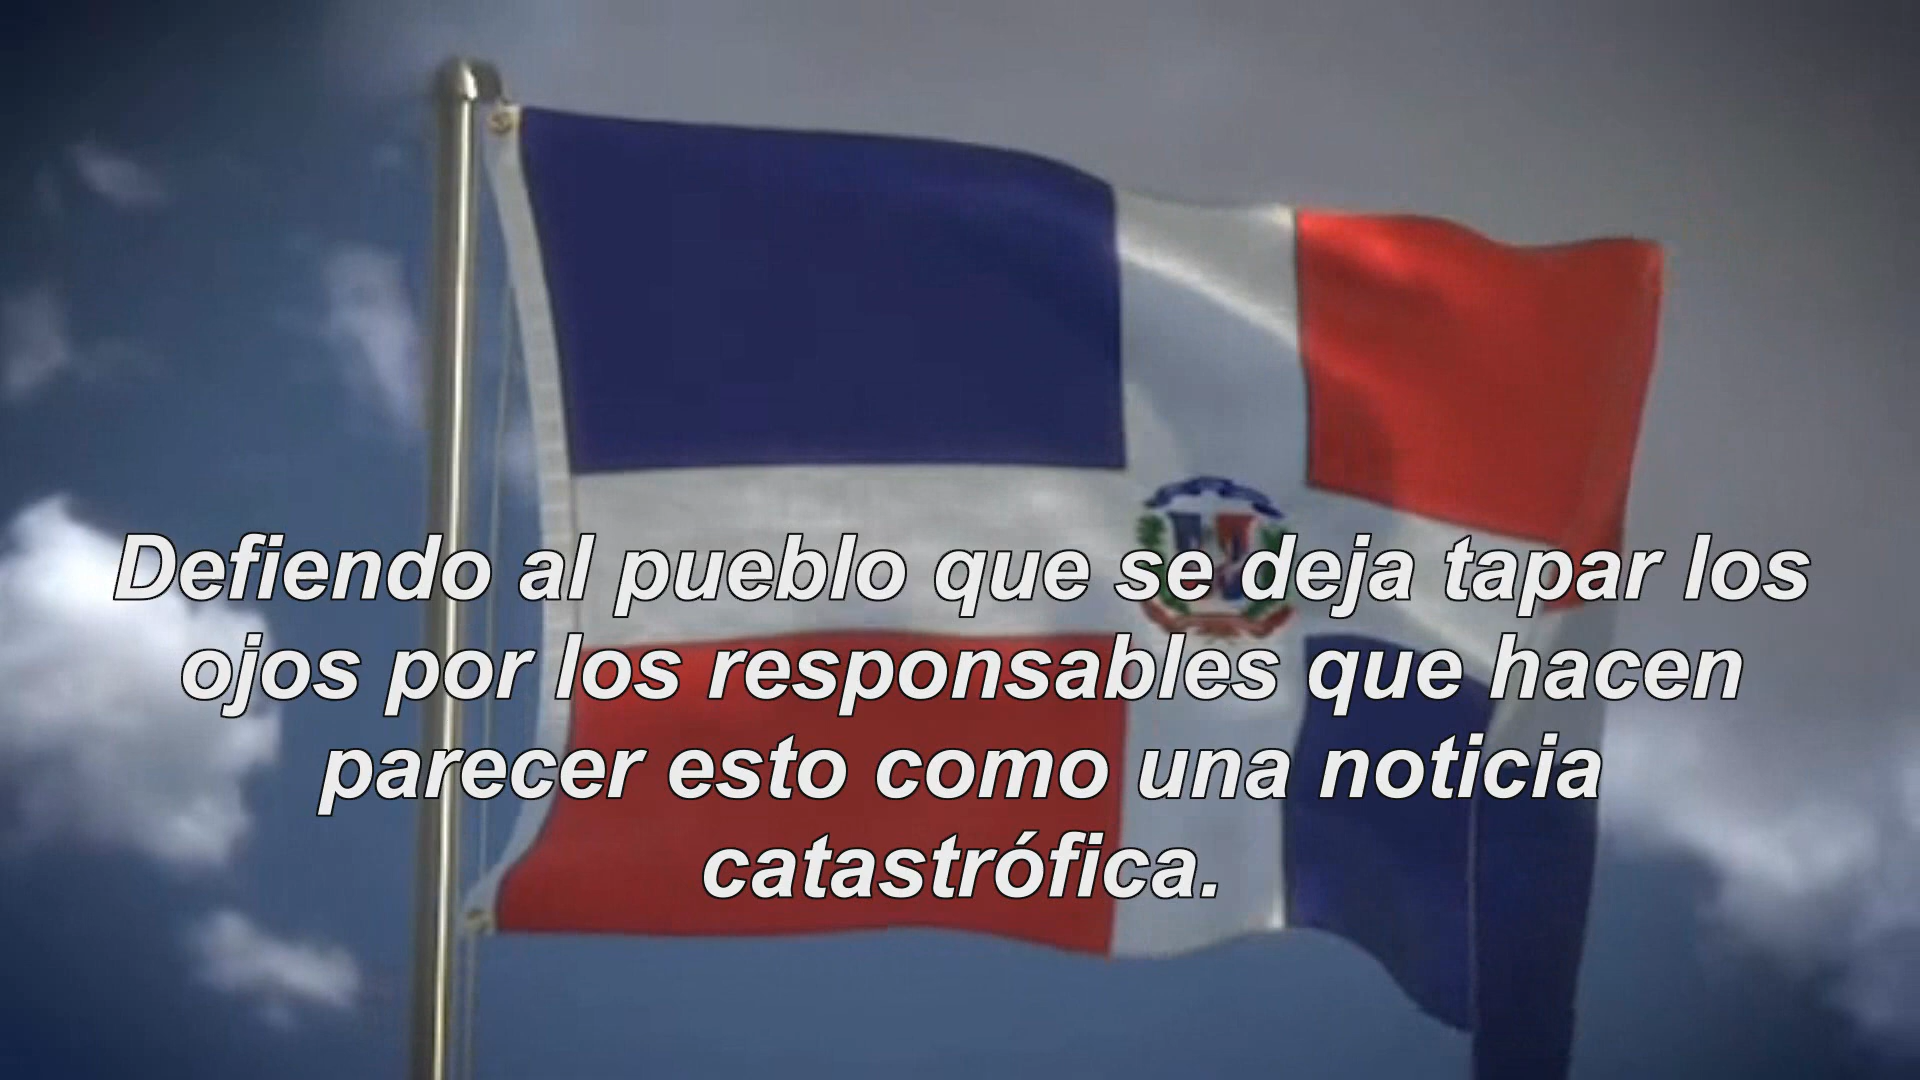 Defiendo al pueblo que se deja tapar los
ojos por los responsables que hacen
parecer esto como una noticia
catastrófica.